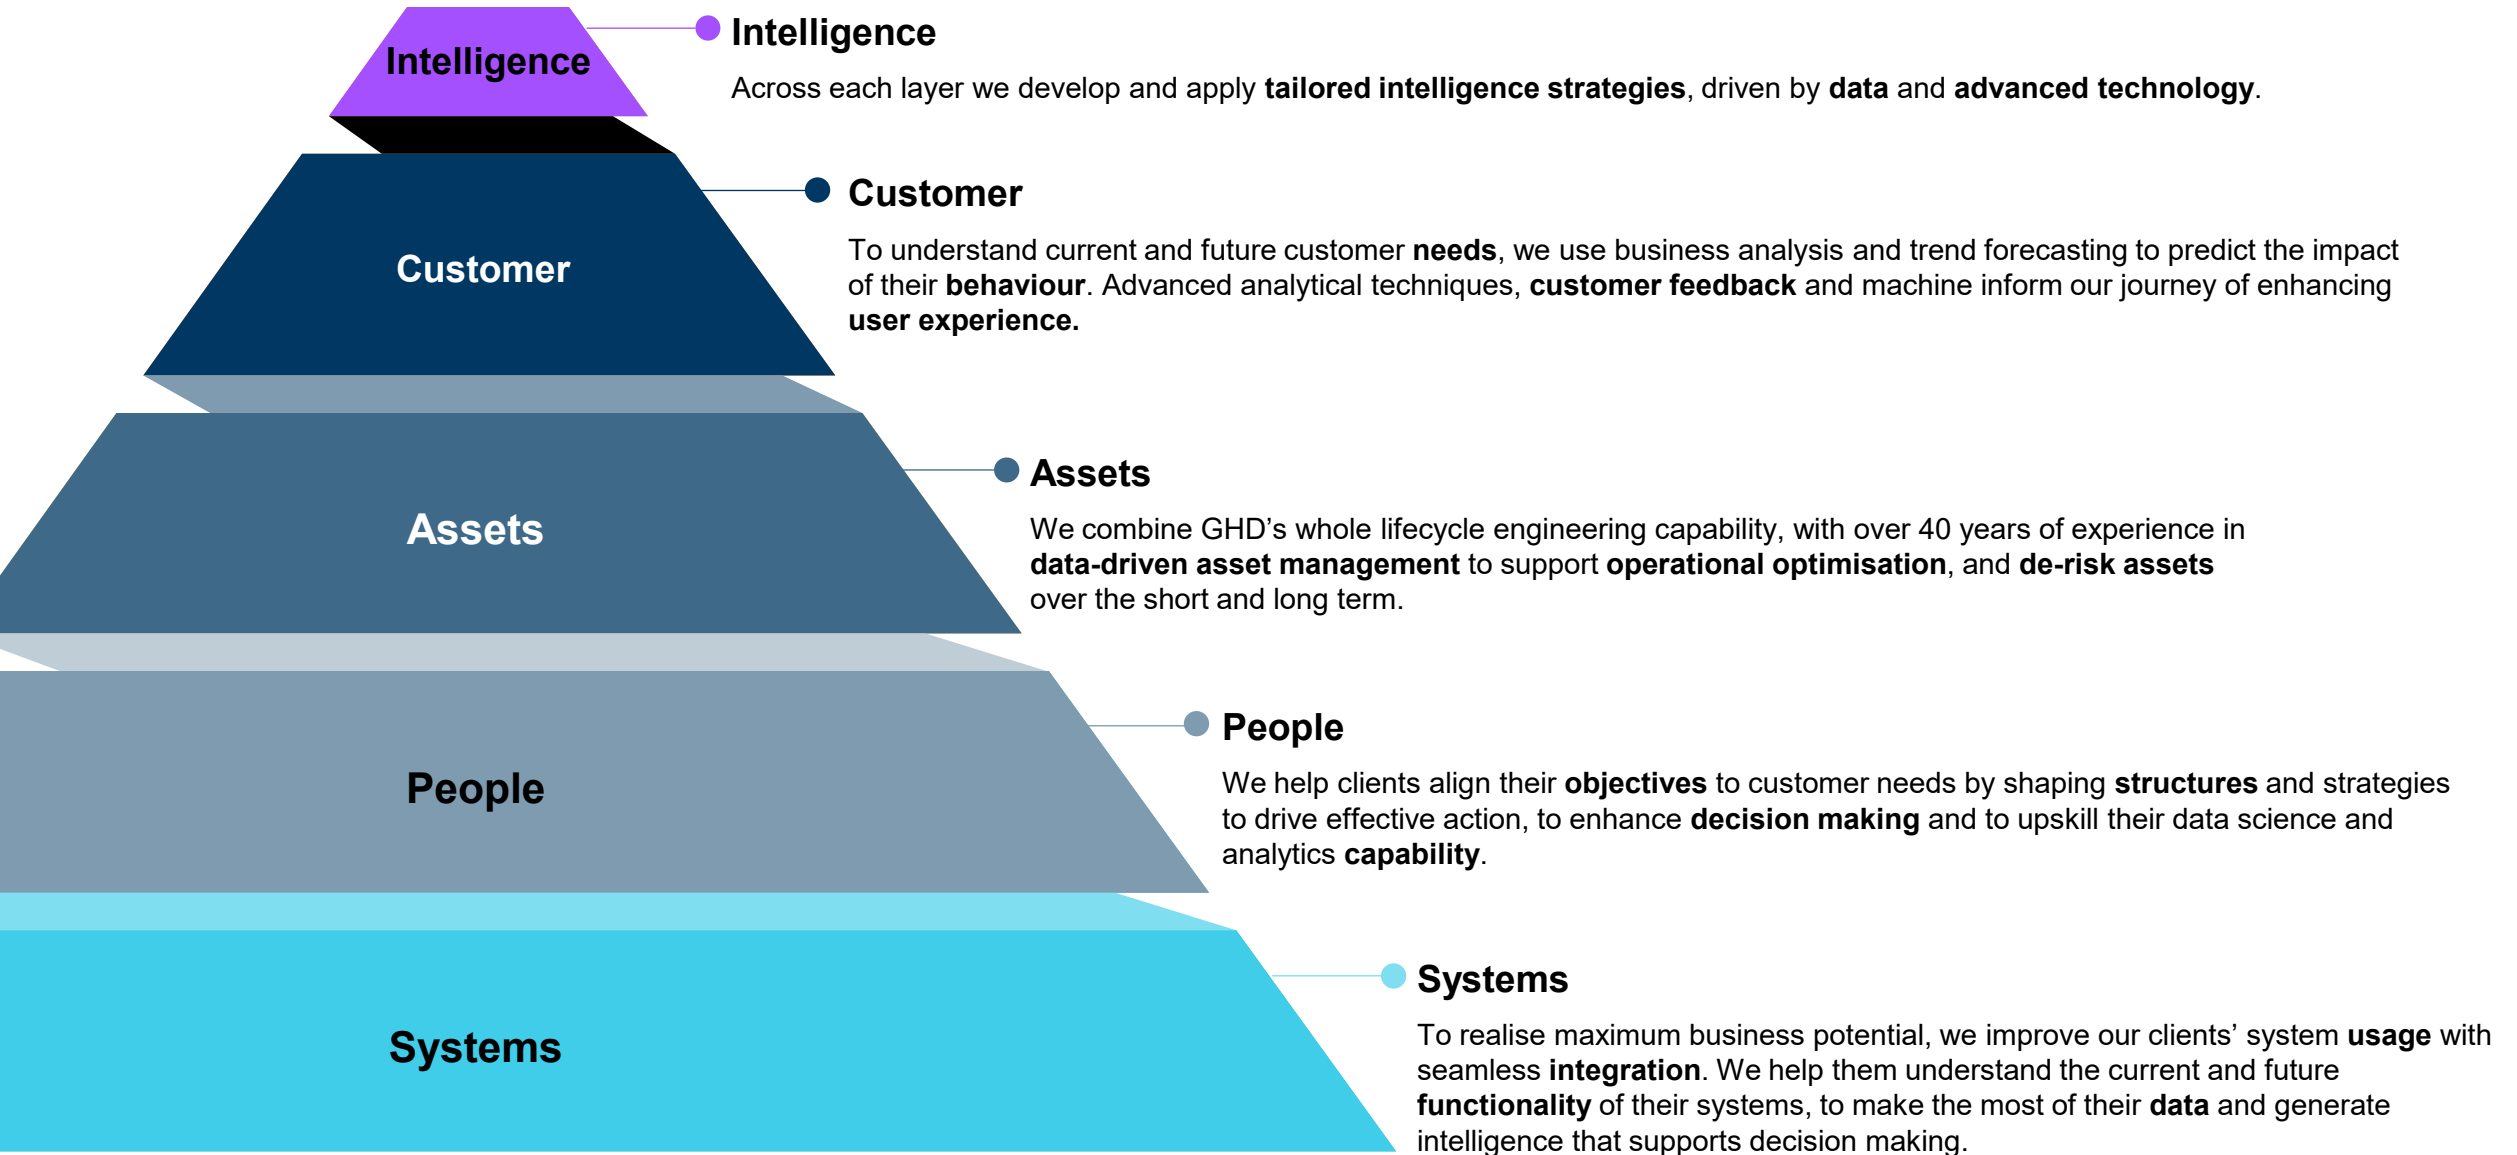 Intelligence
Intelligence
Across each layer we develop and apply tailored intelligence strategies, driven by data and advanced technology.
Customer
Customer
To understand current and future customer needs, we use business analysis and trend forecasting to predict the impact
of their behaviour. Advanced analytical techniques, customer feedback and machine inform our journey of enhancing
user experience.
Assets
Assets
We combine GHD’s whole lifecycle engineering capability, with over 40 years of experience in
data-driven asset management to support operational optimisation, and de-risk assets
over the short and long term.
People
People
We help clients align their objectives to customer needs by shaping structures and strategies
to drive effective action, to enhance decision making and to upskill their data science and
analytics capability.
Systems
Systems
To realise maximum business potential, we improve our clients’ system usage with
seamless integration. We help them understand the current and future
functionality of their systems, to make the most of their data and generate
intelligence that supports decision making.